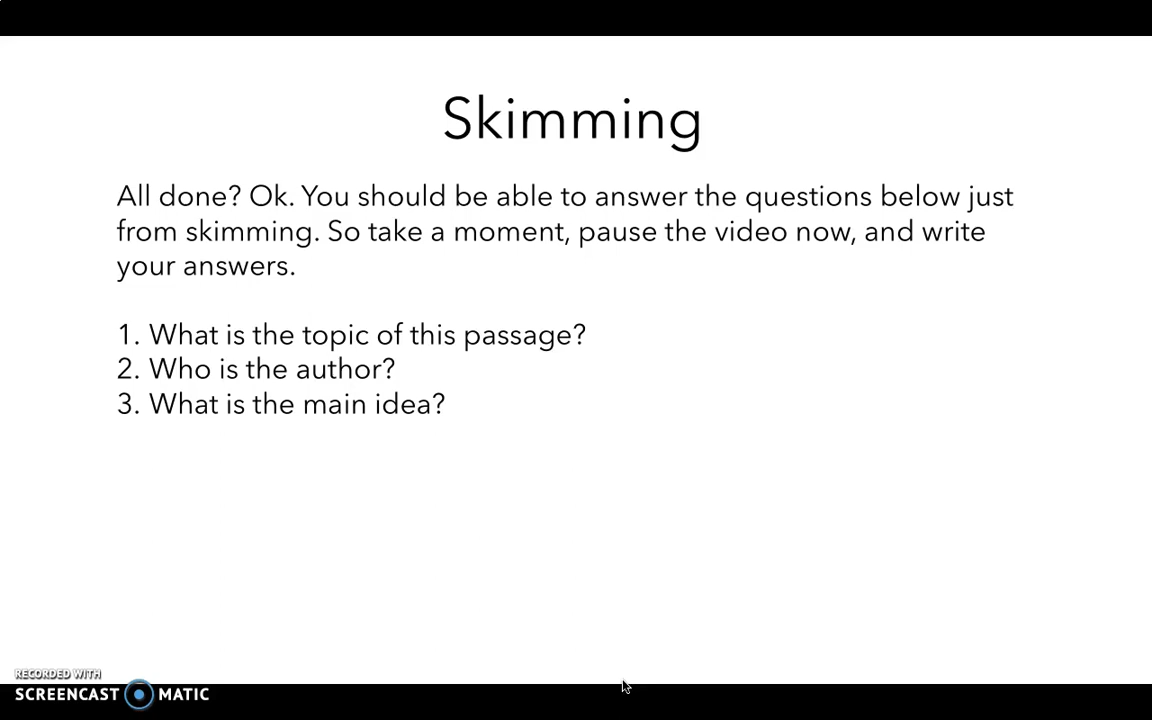 Skimming
All done? Ok. You should be able to answer the questions below just
from skimming. So take a moment, pause the video now, and write
your answers.
1. What is the topic of this passage?
2. Who is the author?
3. What is the main idea?
RECORDED WITH
SCREENCAST MATIC